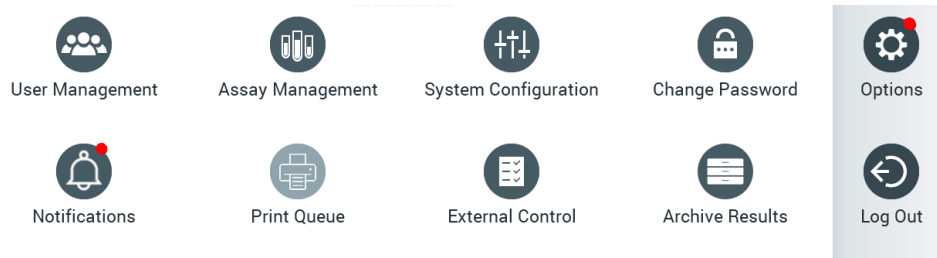 User Management Assay Management System Configuration Change Password Options
Notifications Print Queue External Control Archive Results Log Out